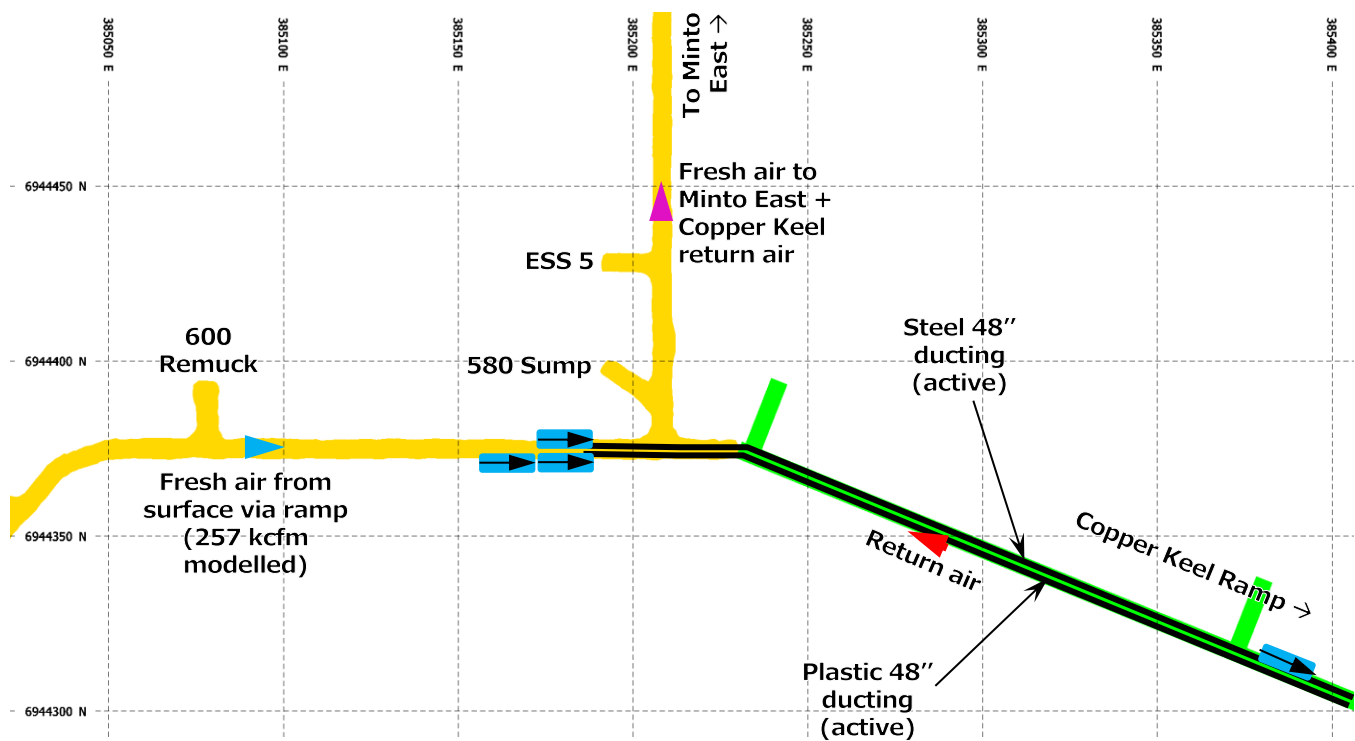 385050 E
385100 E
385150 E
385200 E
385250 E
385300 E
385350 E
385400 E
To Minto
East →
6944450 N
Fresh air to
Minto East +
Copper Keel
return air
ESS 5
600
Remuck
580 Sump
6944400 N
Steel 48’’
ducting
(active)
Fresh air from
surface via ramp
(257 kcfm
modelled)
6944350 N
Return air
Copper Keel Ramp →
Plastic 48’’
ducting
(active)
6944300 N